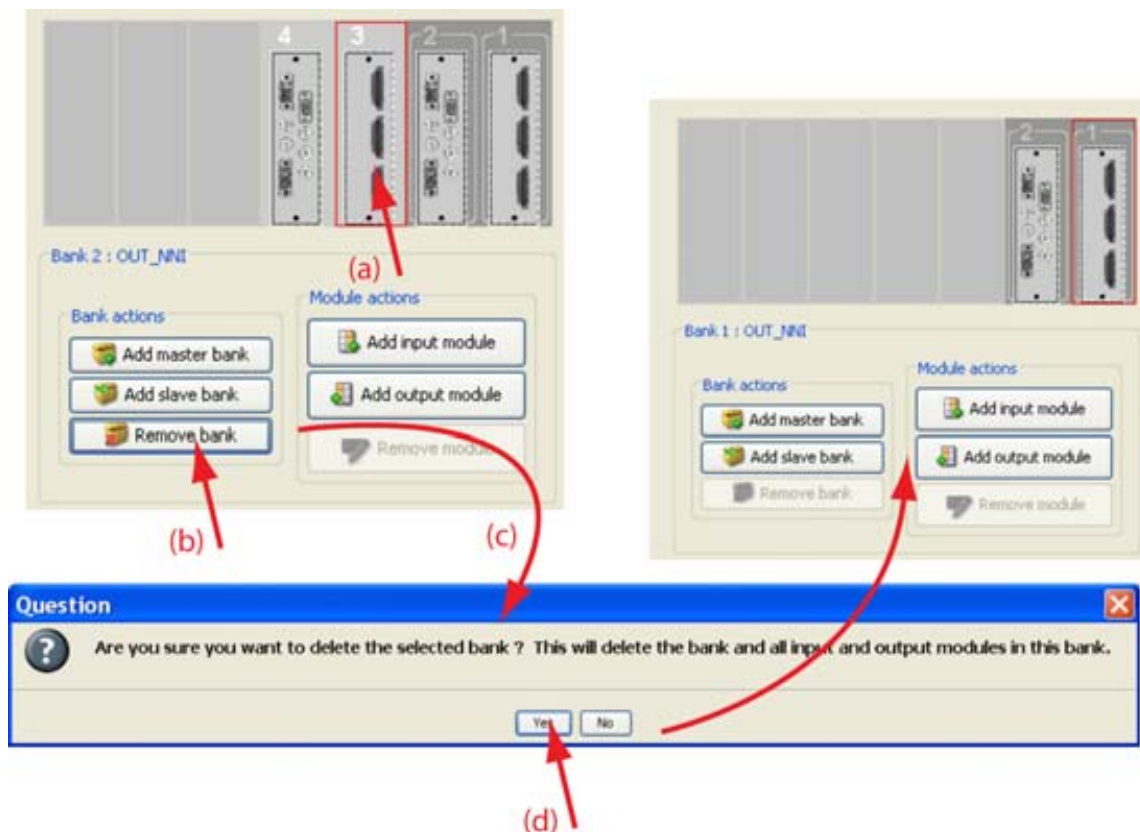 4 3 2 1
Bank 2 : OUT_NNI
(a)
Bank actions
Module actions
Add master bank
Add input module
Add slave bank
Add output module
Remove bank
Remove module
(b)
(c)
2 1
Bank 1 : OUT_NNI
Bank actions
Module actions
Add master bank
Add input module
Add slave bank
Add output module
Remove bank
Remove module
Question
Are you sure you want to delete the selected bank ? This will delete the bank and all input and output modules in this bank.
Yes No
(d)